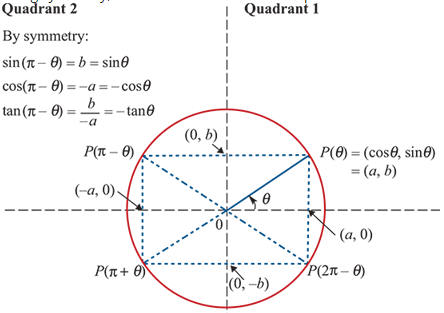 Quadrant 2
Quadrant 1
By symmetry:
sin(π − θ) = b = sinθ
cos(π − θ) = −a = − cosθ
tan(π − θ) = b/−a = − tanθ
(0, b)
P(π − θ)
P(θ) = (cosθ, sinθ)
= (a, b)
(−a, 0)
θ
0
(a, 0)
P(π + θ)
(0, −b)
P(2π − θ)